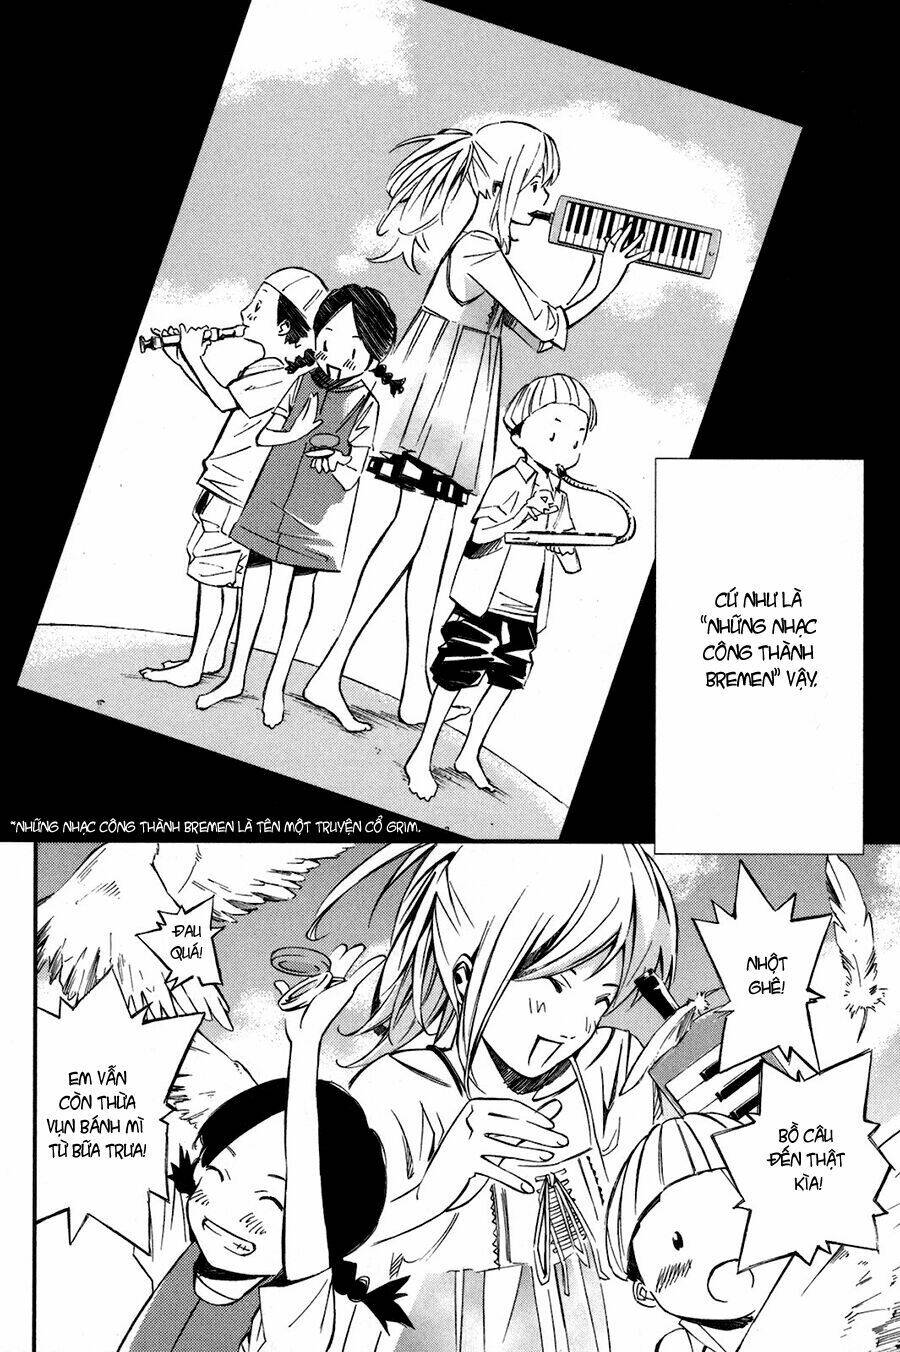 CỨ NHƯ LÀ
"NHỮNG NHẠC
CÔNG THÀNH
BREMEN" VẬY.
*NHỮNG NHẠC CÔNG THÀNH BREMEN LÀ TÊN MỘT TRUYỆN CỔ GRIM.
NHỘT
GHÊ!
ĐAU
QUÁ!
BỒ CÂU
ĐẾN THẬT
KÌA!
EM VẪN
CÒN THỪA
VỤN BÁNH MÌ
TỪ BỮA TRƯA!